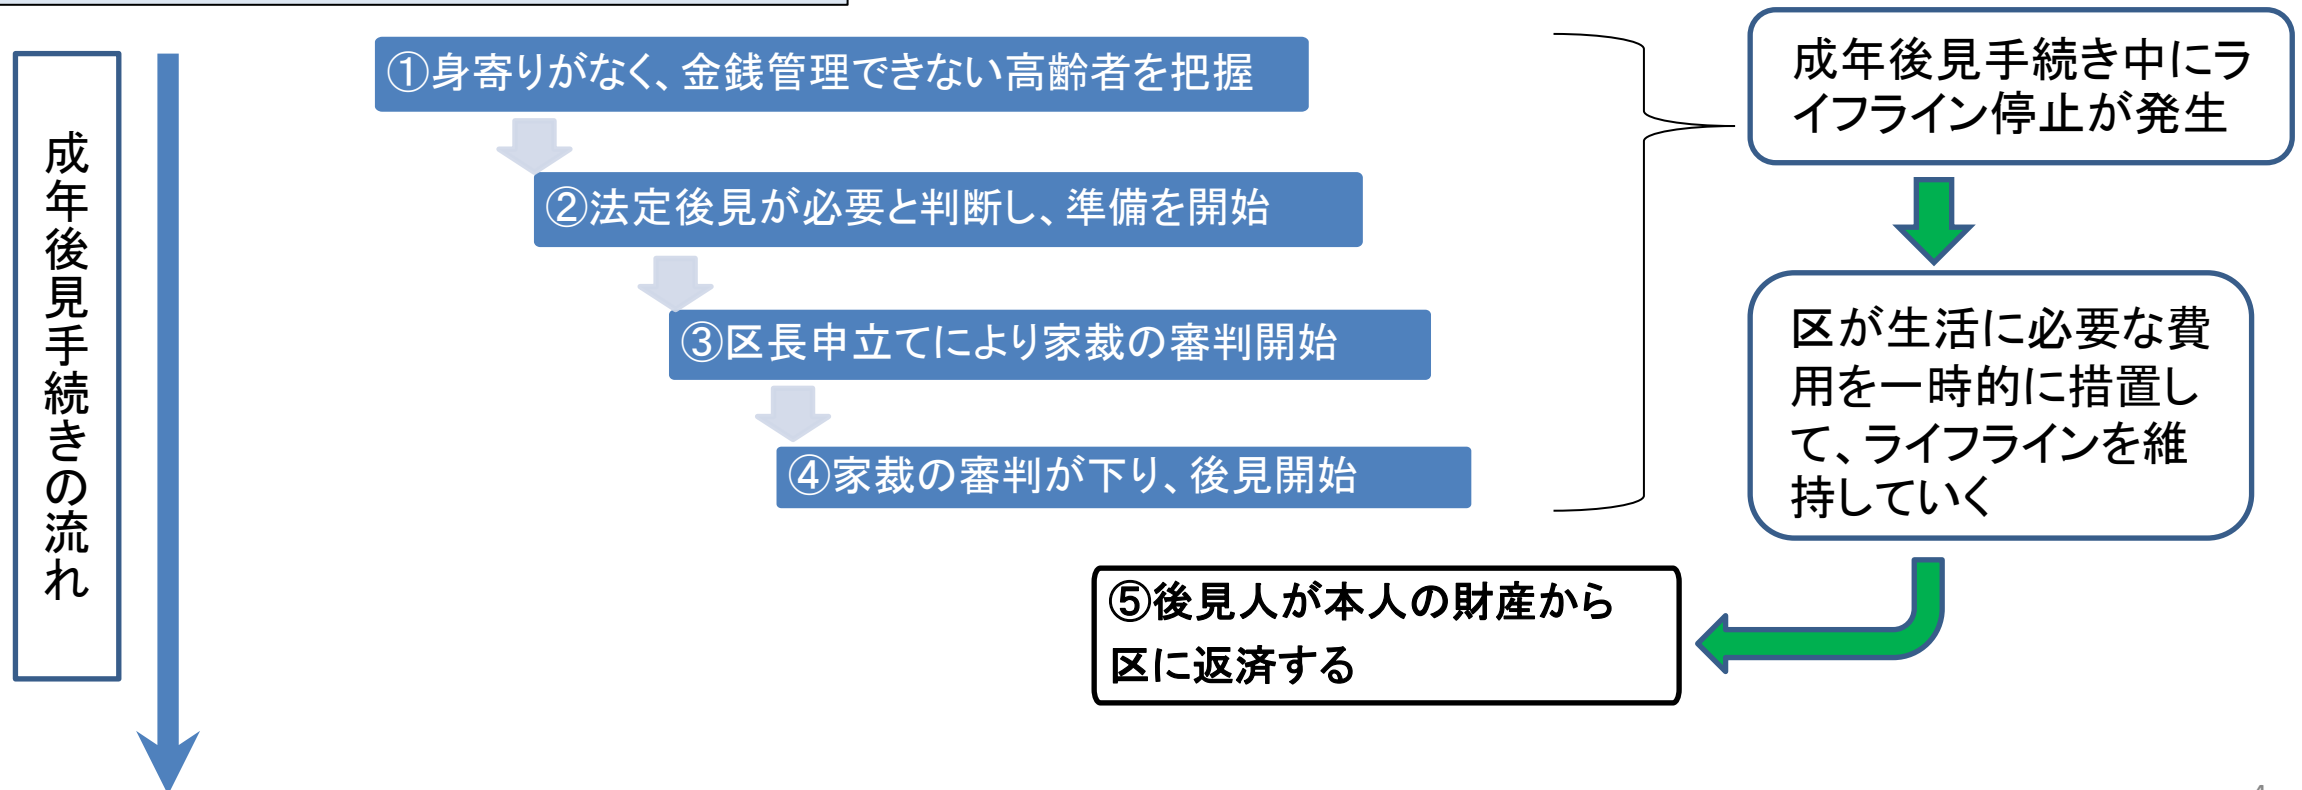 成年後見手続きの流れ
①身寄りがなく、金銭管理できない高齢者を把握
②法定後見が必要と判断し、準備を開始
③区長申立てにより家裁の審判開始
④家裁の審判が下り、後見開始
成年後見手続き中にラ
イフライン停止が発生
区が生活に必要な費
用を一時的に措置し
て、ライフラインを維
持していく
⑤後見人が本人の財産から
区に返済する